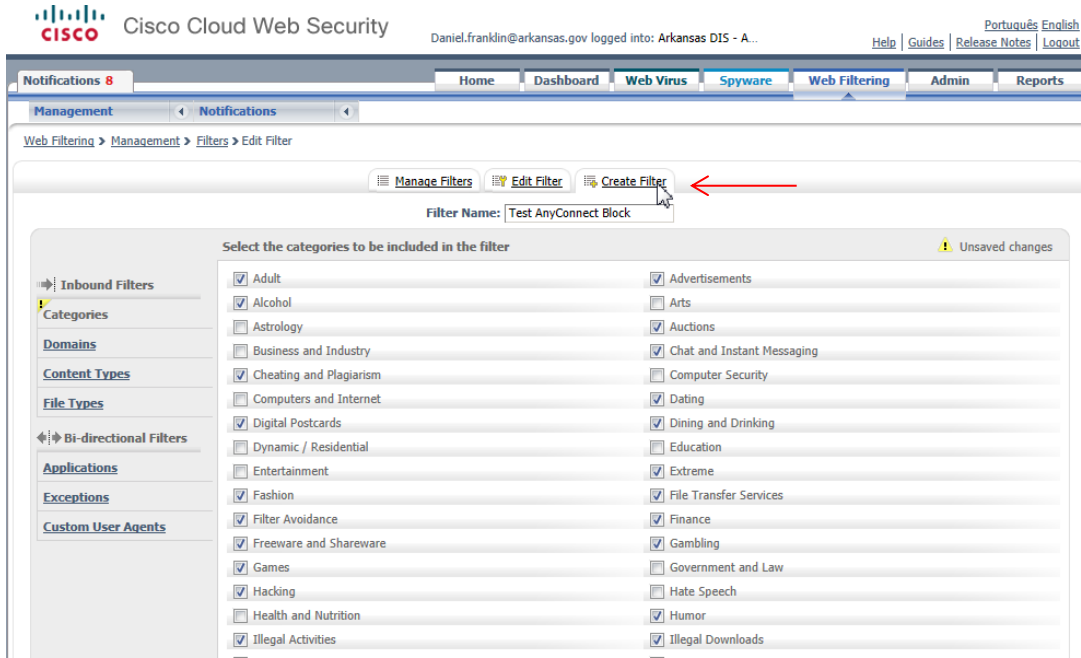 CISCO Cisco Cloud Web Security
Daniel.franklin@arkansas.gov logged into: Arkansas DIS - A...
Português English
Help | Guides | Release Notes | Logout
Notifications 8
Home Dashboard Web Virus Spyware Web Filtering Admin Reports
Management Notifications
Web Filtering > Management > Filters > Edit Filter
Manage Filters Edit Filter Create Filter
Filter Name: Test AnyConnect Block
Select the categories to be included in the filter
Unsaved changes
Inbound Filters
Categories
Domains
Content Types
File Types
Bi-directional Filters
Applications
Exceptions
Custom User Agents
Adult Advertisements
Alcohol Arts
Astrology Auctions
Business and Industry Chat and Instant Messaging
Cheating and Plagiarism Computer Security
Computers and Internet Dating
Digital Postcards Dining and Drinking
Dynamic / Residential Education
Entertainment Extreme
Fashion File Transfer Services
Filter Avoidance Finance
Freeware and Shareware Gambling
Games Government and Law
Hacking Hate Speech
Health and Nutrition Humor
Illegal Activities Illegal Downloads